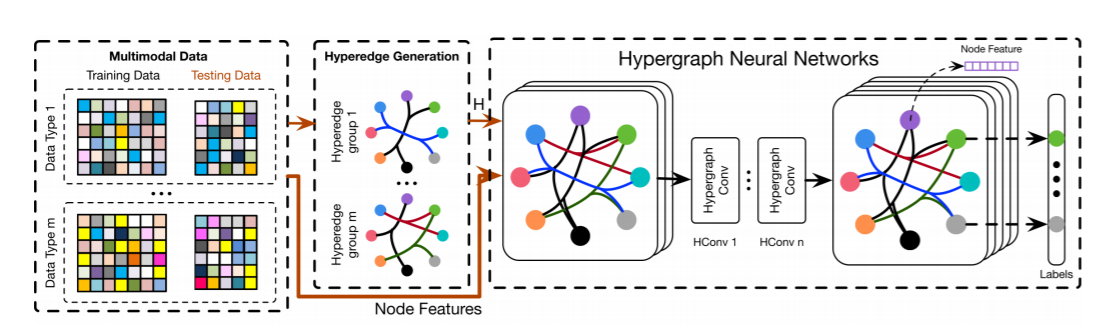 Multimodal Data
Training Data
Testing Data
Data Type 1
...
Data Type m
Hyperedge Generation
Hyperedge
group 1
...
Hyperedge
group m
H
Node Features
Hypergraph Neural Networks
Hypergraph
Conv
HConv 1
...
Hypergraph
Conv
HConv n
Node Feature
Labels